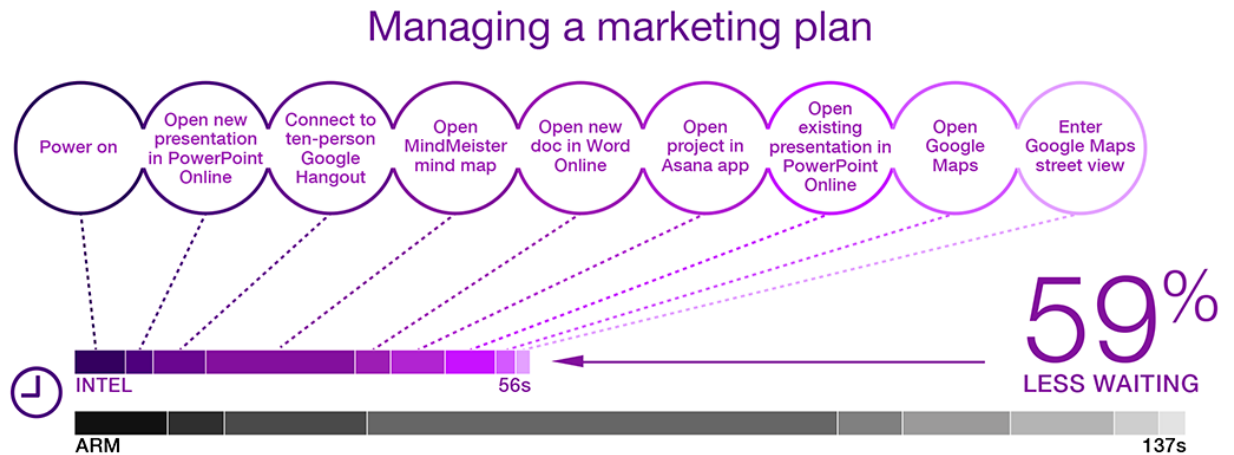 Managing a marketing plan
Power on
Open new
presentation
in PowerPoint
Online
Connect to
ten-person
Google
Hangout
Open
MindMeister
mind map
Open new
doc in Word
Online
Open
project in
Asana app
Open
existing
presentation in
PowerPoint
Online
Open
Google
Maps
Enter
Google Maps
street view
59%
LESS WAITING
INTEL
56s
ARM
137s